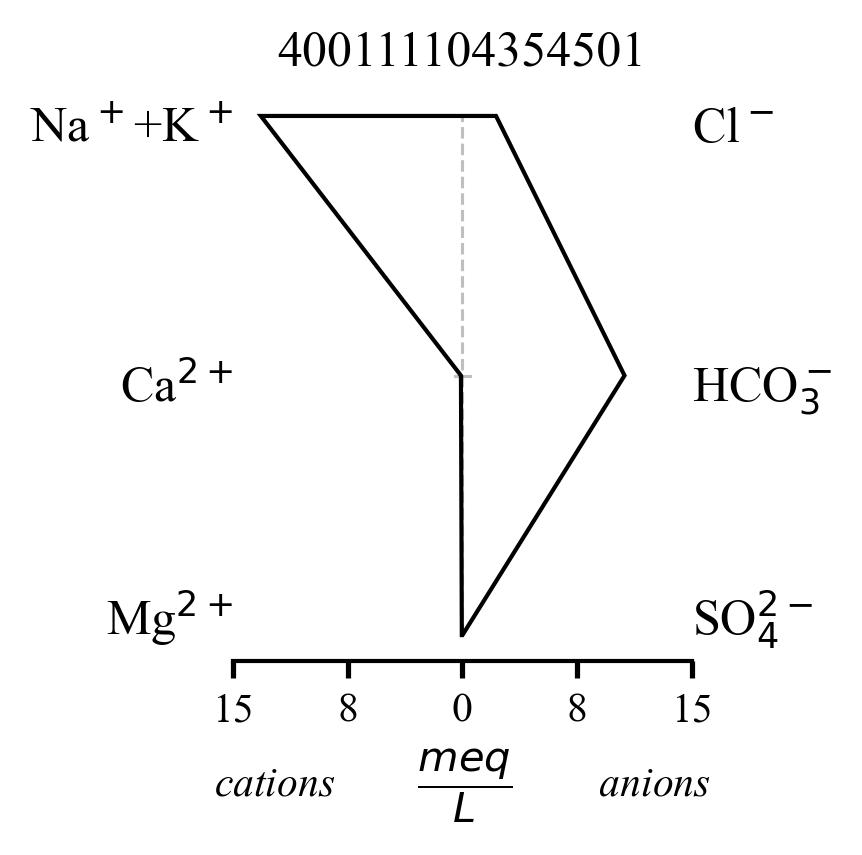 400111104354501
Na⁺+K⁺ Cl⁻
Ca²⁺ HCO₃⁻
Mg²⁺ SO₄²⁻
15 8 0 8 15
cations meq/L anions